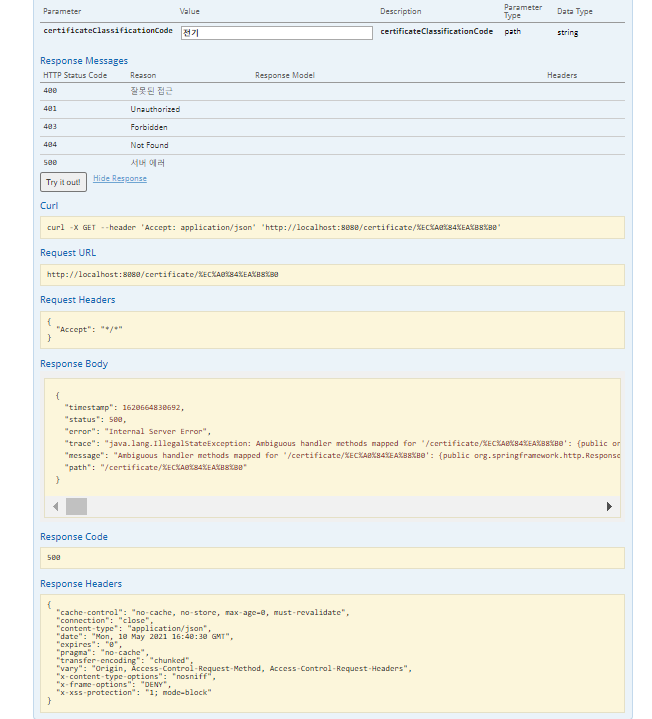 Parameter Value Description Parameter Type Data Type
certificateClassificationCode 전기 certificateClassificationCode path string
Response Messages
HTTP Status Code Reason Response Model Headers
400 잘못된 접근
401 Unauthorized
403 Forbidden
404 Not Found
500 서버 에러
Try it out! Hide Response
Curl
curl -X GET --header 'Accept: application/json' 'http://localhost:8080/certificate/%EC%A0%84%EA%B8%B0'
Request URL
http://localhost:8080/certificate/%EC%A0%84%EA%B8%B0
Request Headers
{
"Accept": "*/*"
}
Response Body
{
"timestamp": 1620664830692,
"status": 500,
"error": "Internal Server Error",
"trace": "java.lang.IllegalStateException: Ambiguous handler methods mapped for '/certificate/%EC%A0%84%EA%B8%B0': {public or
"message": "Ambiguous handler methods mapped for '/certificate/%EC%A0%84%EA%B8%B0': {public org.springframework.http.Response
"path": "/certificate/%EC%A0%84%EA%B8%B0"
}
Response Code
500
Response Headers
{
"cache-control": "no-cache, no-store, max-age=0, must-revalidate",
"connection": "close",
"content-type": "application/json",
"date": "Mon, 10 May 2021 16:40:30 GMT",
"expires": "0",
"pragma": "no-cache",
"transfer-encoding": "chunked",
"vary": "Origin, Access-Control-Request-Method, Access-Control-Request-Headers",
"x-content-type-options": "nosniff",
"x-frame-options": "DENY",
"x-xss-protection": "1; mode=block"
}